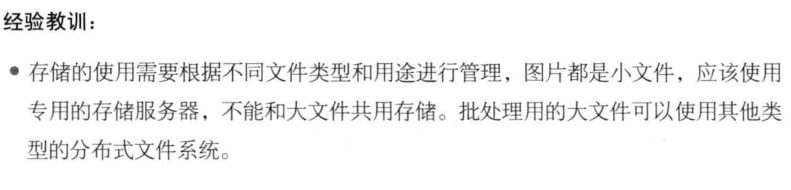 经验教训：
● 存储的使用需要根据不同文件类型和用途进行管理，图片都是小文件，应该使用
专用的存储服务器，不能和大文件共用存储。批处理用的大文件可以使用其他类
型的分布式文件系统。